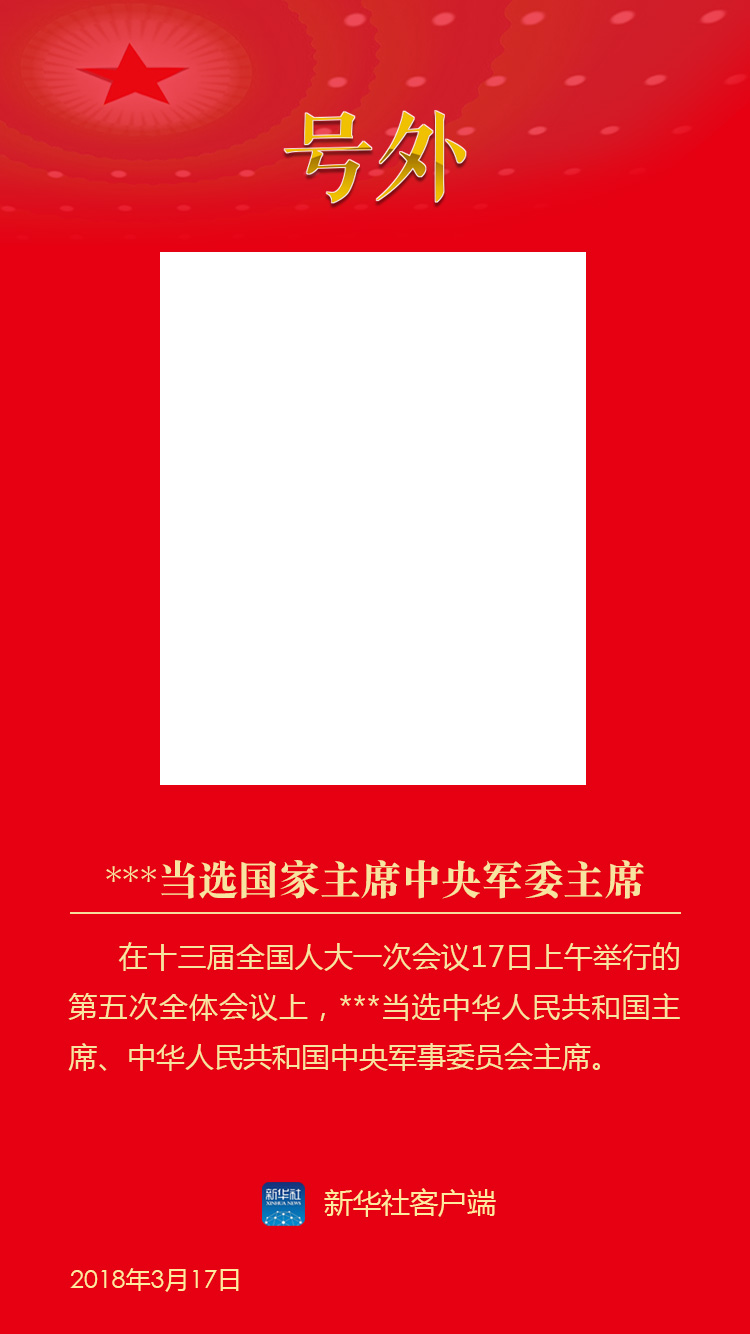 号外
***当选国家主席中央军委主席
在十三届全国人大一次会议17日上午举行的
第五次全体会议上，***当选中华人民共和国主
席、中华人民共和国中央军事委员会主席。
新华社
XINHUA NEWS
新华社客户端
2018年3月17日